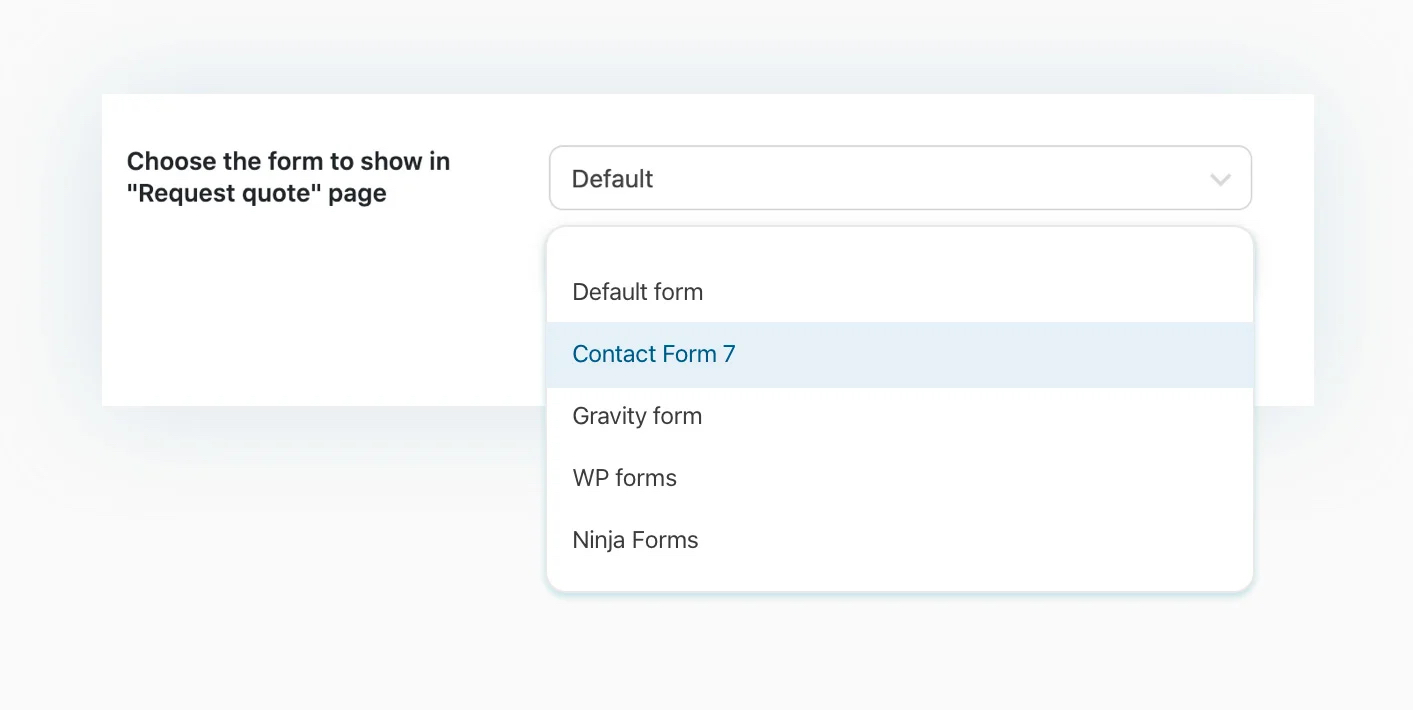 Choose the form to show in
"Request quote" page
Default
Default form
Contact Form 7
Gravity form
WP forms
Ninja Forms